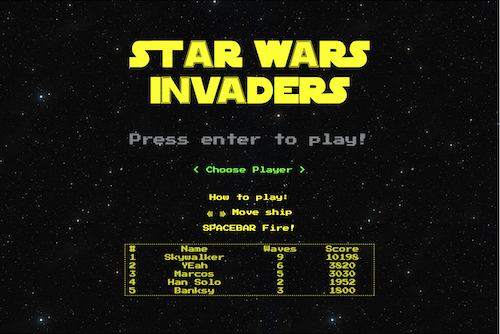 STAR WARS
INVADERS
Press enter to play!
< Choose Player >
How to play:
« » Move ship
SPACEBAR Fire!
# Name Waves Score
1 Skywalker 9 10198
2 YEah 6 3820
3 Marcos 5 3030
4 Han Solo 2 1952
5 Banksy 3 1800